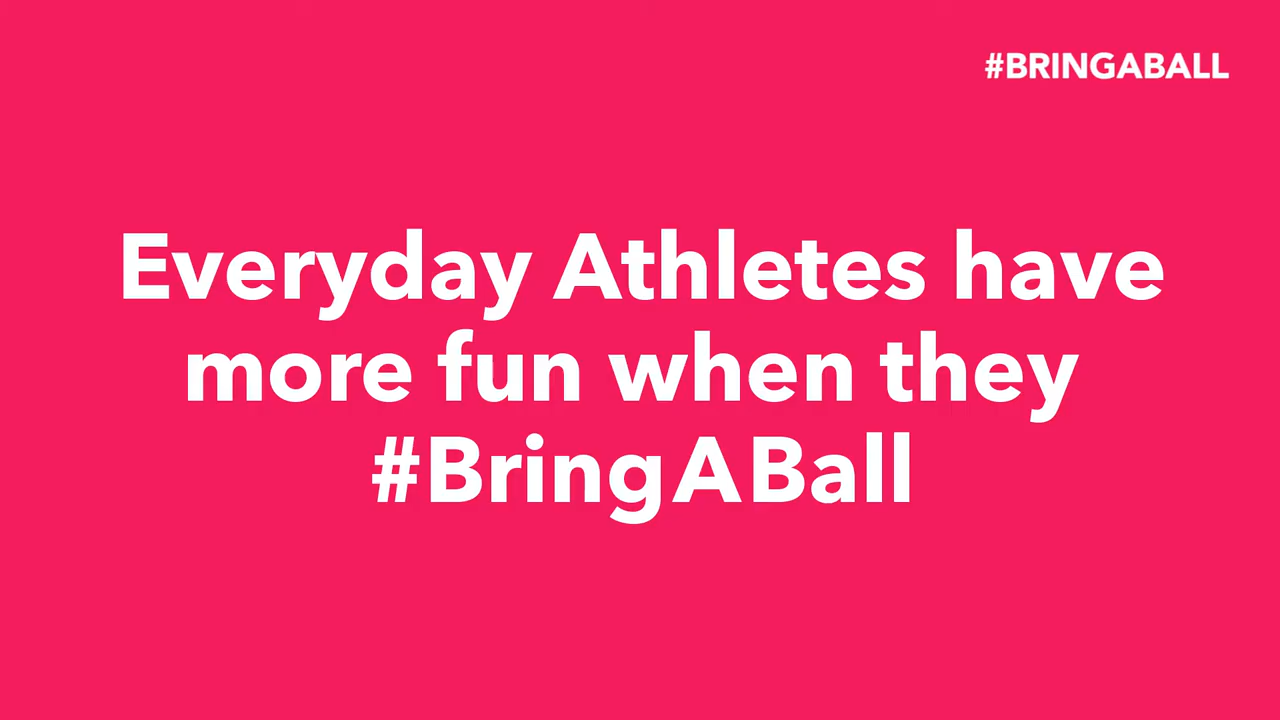 #BRINGABALL
Everyday Athletes have
more fun when they
#BringABall